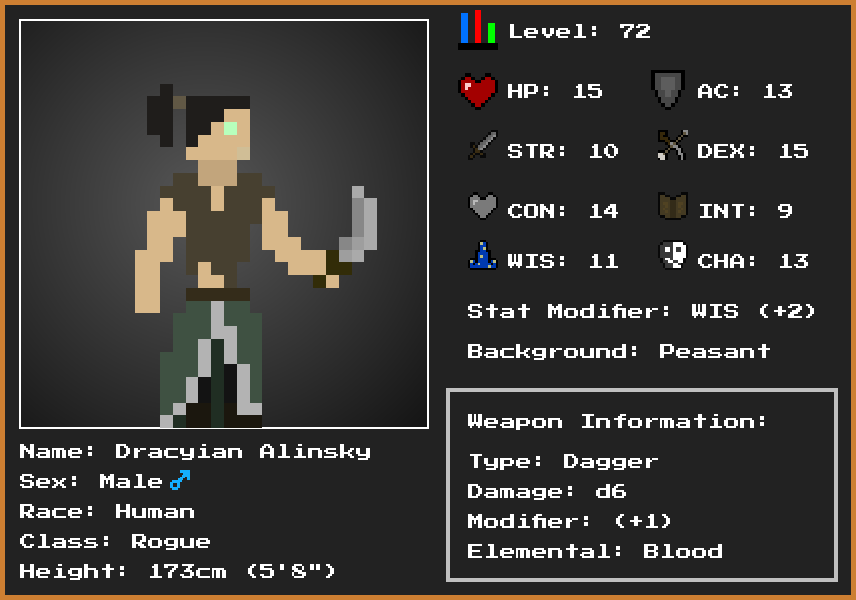 Level: 72
HP: 15 AC: 13
STR: 10 DEX: 15
CON: 14 INT: 9
WIS: 11 CHA: 13
Stat Modifier: WIS (+2)
Background: Peasant
Weapon Information:
Type: Dagger
Damage: d6
Modifier: (+1)
Elemental: Blood
Name: Dracyian Alinsky
Sex: Male ♂
Race: Human
Class: Rogue
Height: 173cm (5'8")